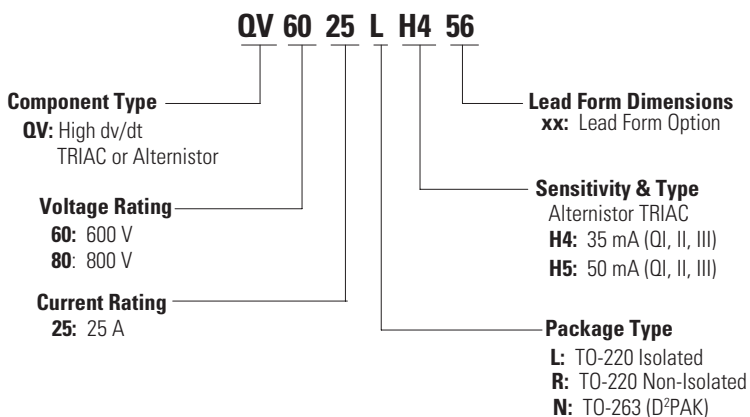 QV 60 25 L H4 56
Component Type
QV: High dv/dt
TRIAC or Alternistor
Voltage Rating
60: 600 V
80: 800 V
Current Rating
25: 25 A
Lead Form Dimensions
xx: Lead Form Option
Sensitivity & Type
Alternistor TRIAC
H4: 35 mA (QI, II, III)
H5: 50 mA (QI, II, III)
Package Type
L: TO-220 Isolated
R: TO-220 Non-Isolated
N: TO-263 (D²PAK)